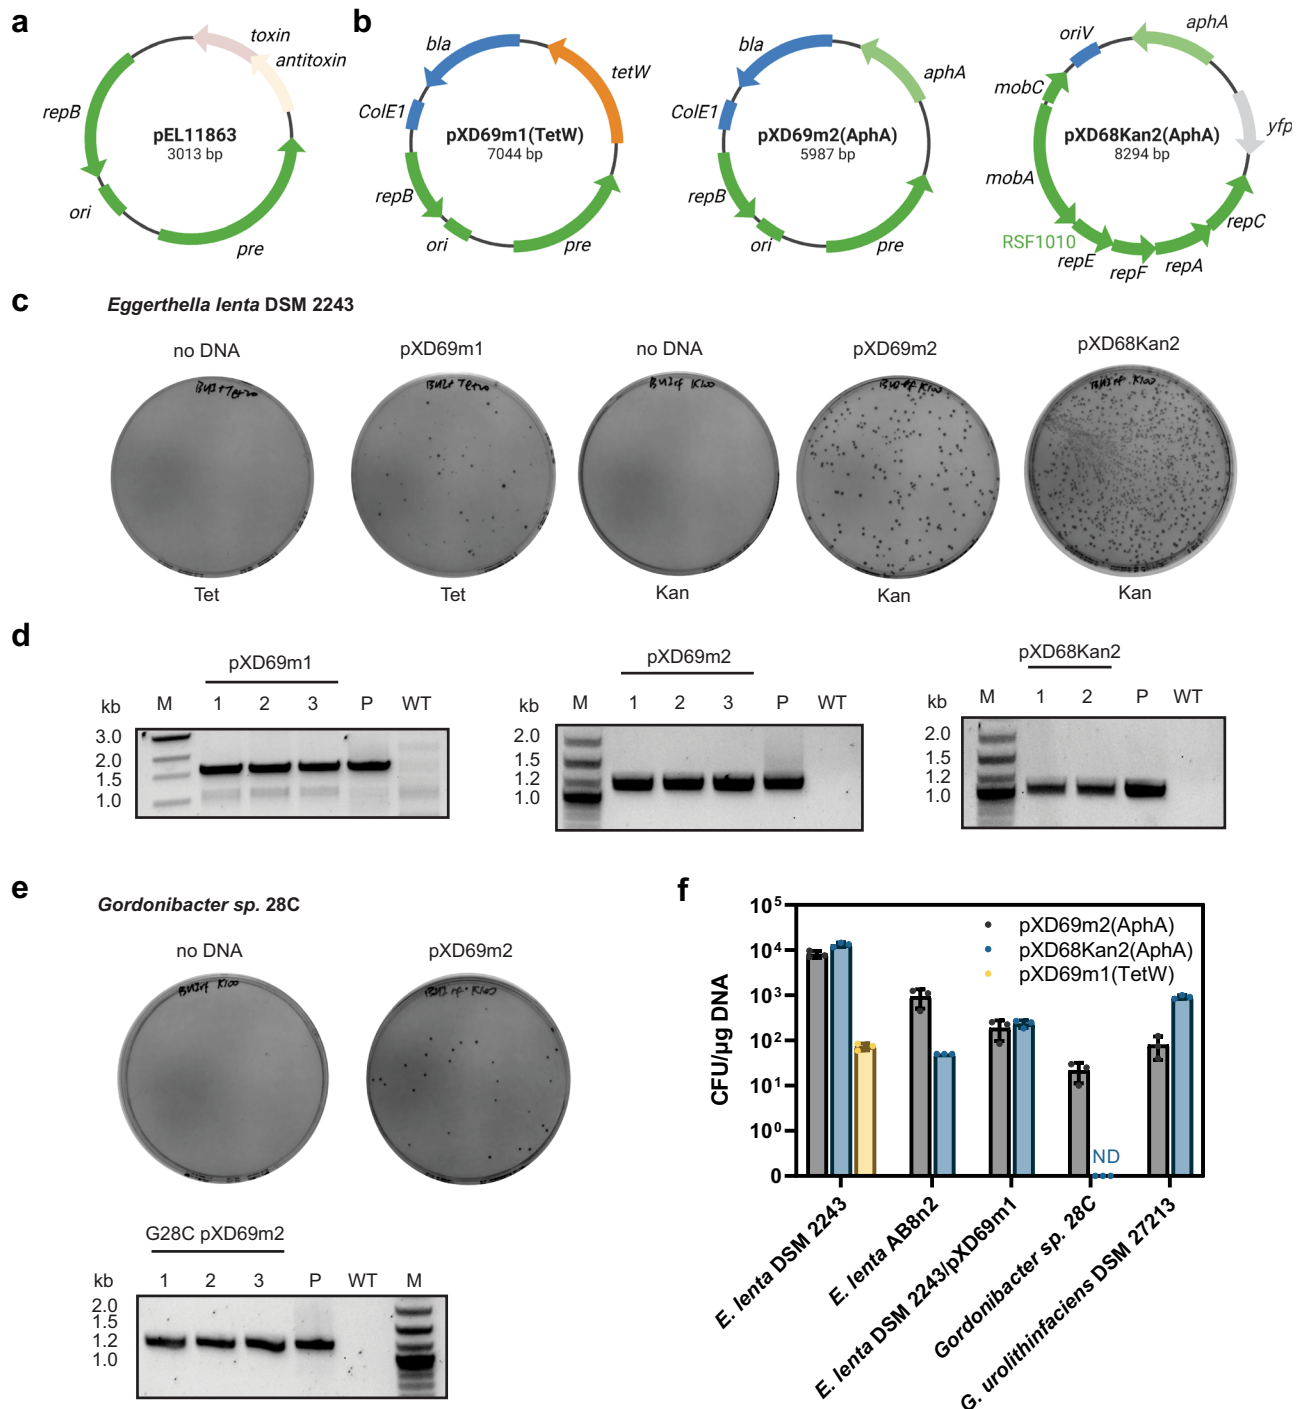 a
toxin
antitoxin
repB
pEL11863
3013 bp
ori
pre
b
bla
tetW
ColE1
pXD69m1(TetW)
7044 bp
repB
ori
pre
bla
aphA
ColE1
pXD69m2(AphA)
5987 bp
repB
ori
pre
oriV
aphA
mobC
pXD68Kan2(AphA)
8294 bp
yfp
mobA
RSF1010
repE
repF
repA
repC
c
Eggerthella lenta DSM 2243
no DNA
pXD69m1
no DNA
pXD69m2
pXD68Kan2
Tet
Tet
Kan
Kan
Kan
d
pXD69m1
kb M 1 2 3 P WT
3.0
2.0
1.5
1.0
pXD69m2
kb M 1 2 3 P WT
2.0
1.5
1.2
1.0
pXD68Kan2
kb M 1 2 P WT
2.0
1.5
1.2
1.0
e
Gordonibacter sp. 28C
no DNA
pXD69m2
G28C pXD69m2
kb 1 2 3 P WT M
2.0
1.5
1.2
1.0
f
CFU/µg DNA
10⁵
10⁴
10³
10²
10¹
10⁰
0
pXD69m2(AphA)
pXD68Kan2(AphA)
pXD69m1(TetW)
ND
E. lenta DSM 2243
E. lenta AB8n2
E. lenta DSM 2243/pXD69m1
Gordonibacter sp. 28C
G. urolithinfaciens DSM 27213